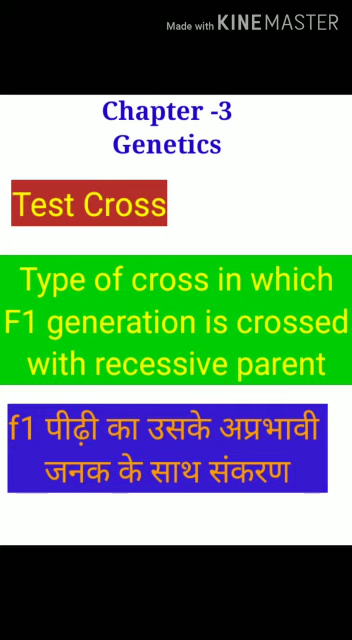 Made with KINEMASTER
Chapter -3
Genetics
Test Cross
Type of cross in which
F1 generation is crossed
with recessive parent
f1 पीढ़ी का उसके अप्रभावी
जनक के साथ संकरण